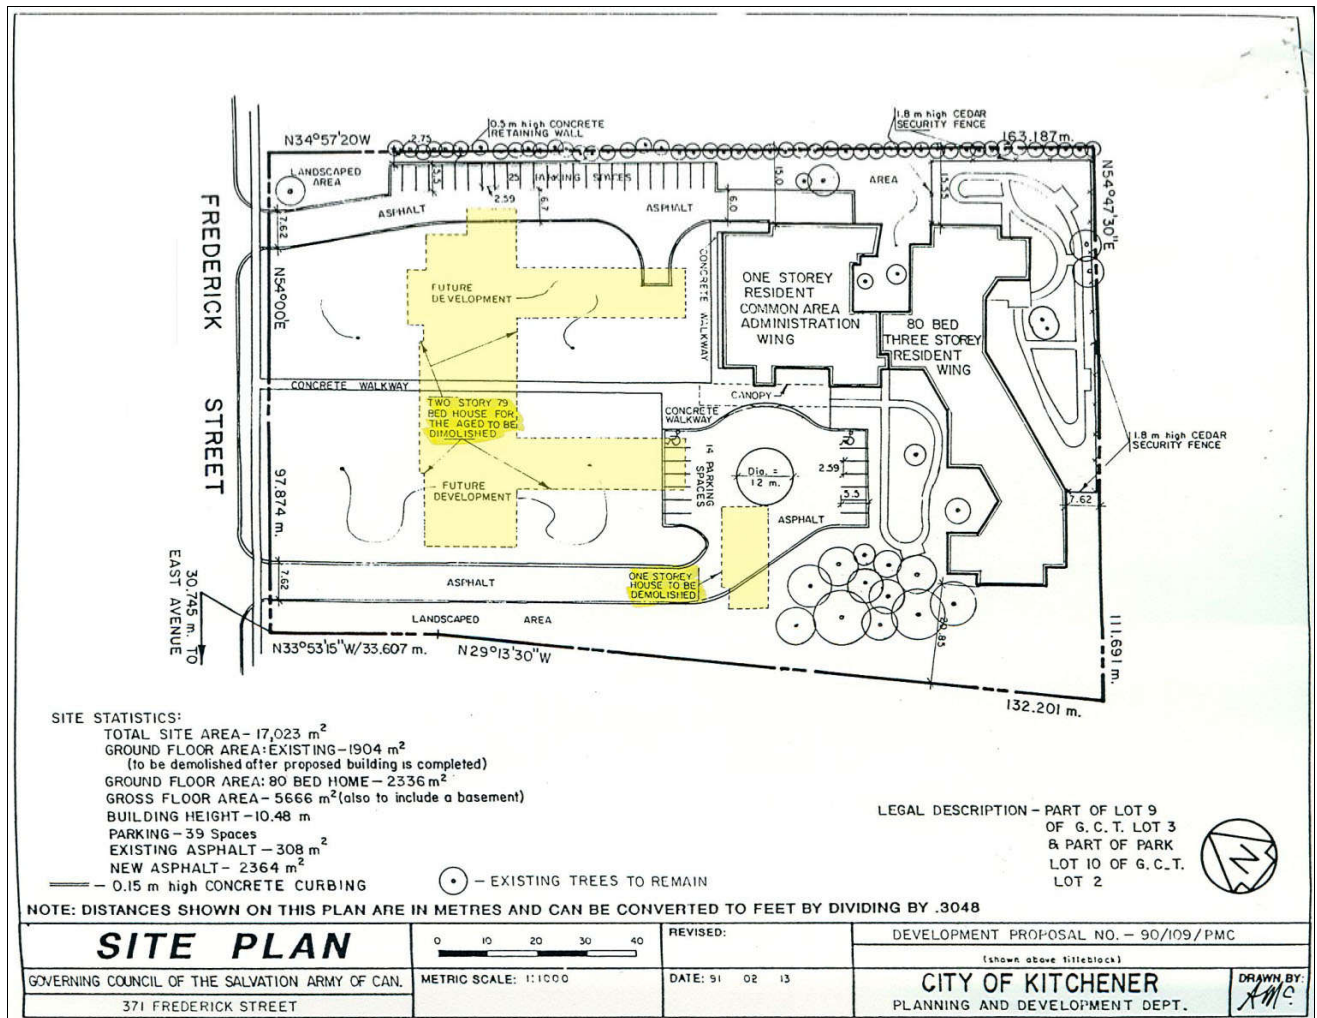 0.5 m high CONCRETE
RETAINING WALL
1.8 m high CEDAR
SECURITY FENCE
N34°57'20W
2.75
163.187m.
LANDSCAPED
AREA
5.5
25 PARKING SPACES
2.59
6.7
ASPHALT
ASPHALT
6.0
15.0
AREA
15.35
N54°47'30"E
7.62
FREDERICK STREET
N54°00'E
97.874 m.
FUTURE
DEVELOPMENT
CONCRETE WALKWAY
ONE STOREY
RESIDENT
COMMON AREA
ADMINISTRATION
WING
80 BED
THREE STOREY
RESIDENT
WING
CONCRETE WALKWAY
CANOPY
TWO STORY 79
BED HOUSE FOR
THE AGED TO BE
DIMOLISHED
CONCRETE
WALKWAY
14 PARKING
SPACES
Dia. =
12 m.
2.59
5.5
1.8 m high CEDAR
SECURITY FENCE
7.62
FUTURE
DEVELOPMENT
ASPHALT
7.62
ASPHALT
ONE STOREY
HOUSE TO BE
DEMOLISHED
LANDSCAPED AREA
30.745 m. TO
EAST AVENUE
N33°53'15"W/33.607 m.
N29°13'30"W
111.691 m.
132.201 m.
SITE STATISTICS:
TOTAL SITE AREA- 17,023 m²
GROUND FLOOR AREA: EXISTING-1904 m²
(to be demolished after proposed building is completed)
GROUND FLOOR AREA: 80 BED HOME - 2336 m²
GROSS FLOOR AREA- 5666 m² (also to include a basement)
BUILDING HEIGHT-10.48 m
PARKING - 39 Spaces
EXISTING ASPHALT - 308 m²
NEW ASPHALT- 2364 m²
- 0.15 m high CONCRETE CURBING
- EXISTING TREES TO REMAIN
LEGAL DESCRIPTION - PART OF LOT 9
OF G.C.T. LOT 3
& PART OF PARK
LOT 10 OF G.C.T.
LOT 2
N
NOTE: DISTANCES SHOWN ON THIS PLAN ARE IN METRES AND CAN BE CONVERTED TO FEET BY DIVIDING BY .3048
SITE PLAN
0 10 20 30 40
REVISED:
DEVELOPMENT PROPOSAL NO. - 90/109/PMC
(shown above titleblock)
GOVERNING COUNCIL OF THE SALVATION ARMY OF CAN.
METRIC SCALE: 1:1000
DATE: 91 02 13
CITY OF KITCHENER
PLANNING AND DEVELOPMENT DEPT.
DRAWN BY:
AMC.
371 FREDERICK STREET